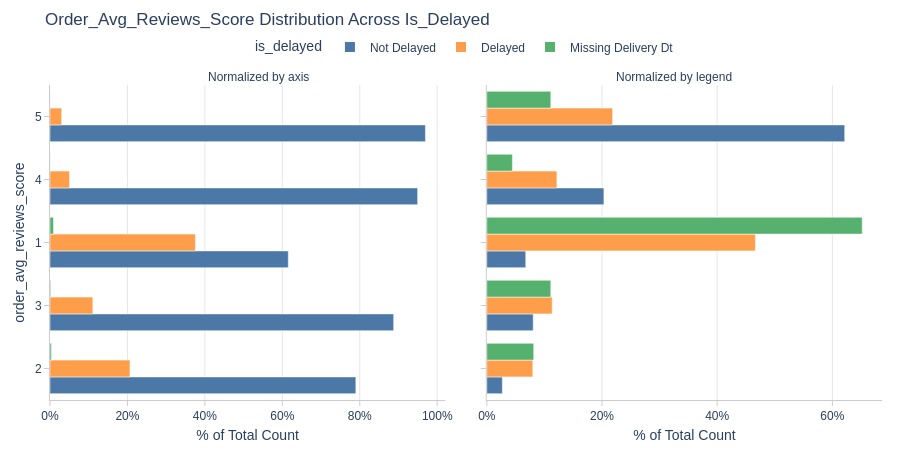 Order_Avg_Reviews_Score Distribution Across Is_Delayed
is_delayed Not Delayed Delayed Missing Delivery Dt
Normalized by axis
Normalized by legend
order_avg_reviews_score
5
4
1
3
2
0% 20% 40% 60% 80% 100%
% of Total Count
0% 20% 40% 60%
% of Total Count